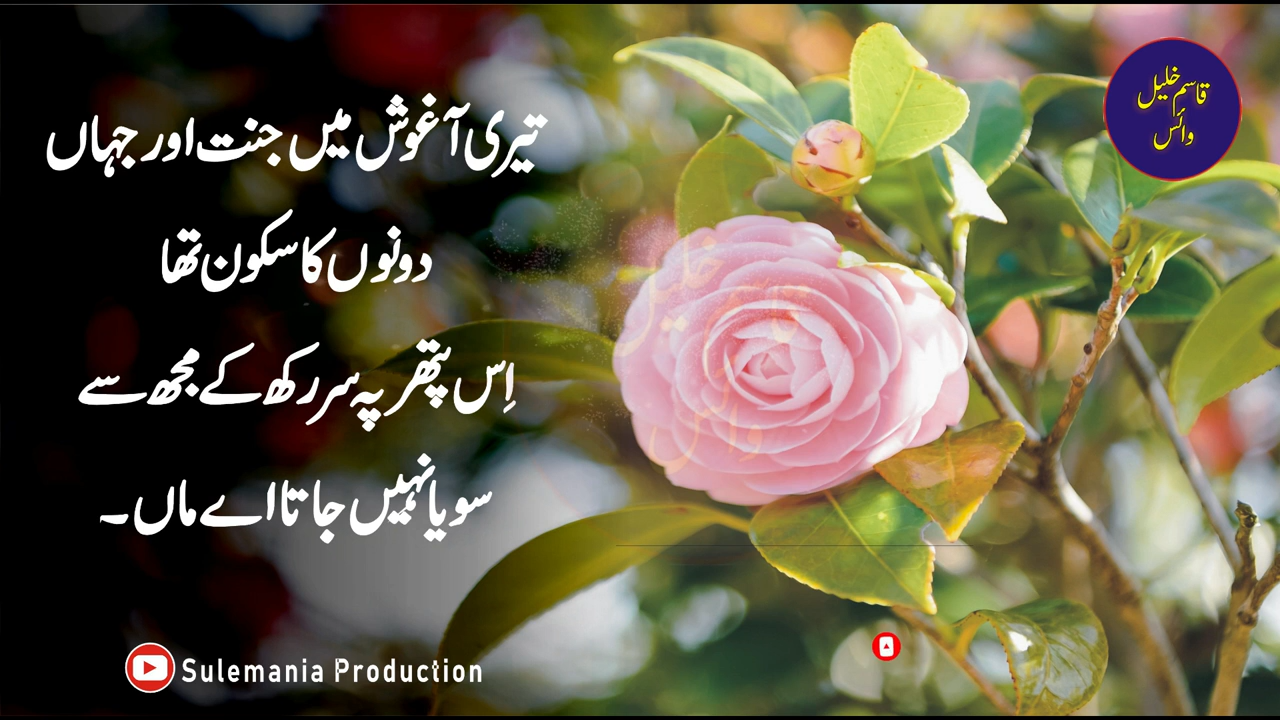 تیری آغوش میں جنت اور جہاں
دونوں کا سکون تھا
اِس پتھر پہ سر رکھ کے مجھ سے
سویا نہیں جاتا اے ماں۔
قاسم خلیل
وائس
Sulemania Production